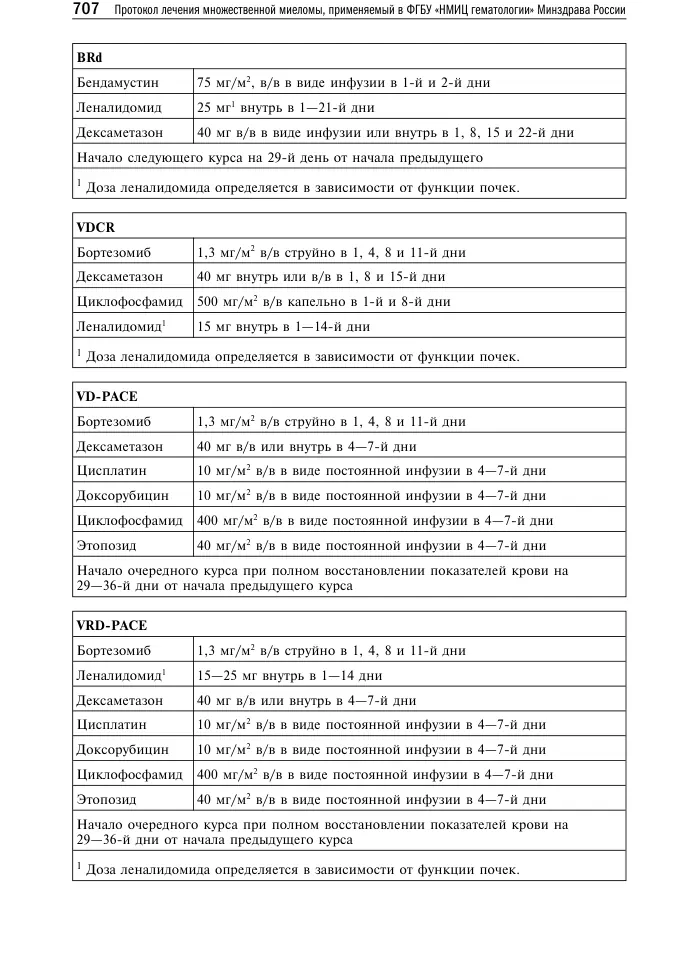 707 Протокол лечения множественной миеломы, применяемый в ФГБУ «НМИЦ гематологии» Минздрава России
BRd
Бендамустин 75 мг/м², в/в в виде инфузии в 1-й и 2-й дни
Леналидомид 25 мг¹ внутрь в 1—21-й дни
Дексаметазон 40 мг в/в в виде инфузии или внутрь в 1, 8, 15 и 22-й дни
Начало следующего курса на 29-й день от начала предыдущего
¹ Доза леналидомида определяется в зависимости от функции почек.
VDCR
Бортезомиб 1,3 мг/м² в/в струйно в 1, 4, 8 и 11-й дни
Дексаметазон 40 мг внутрь или в/в в 1, 8 и 15-й дни
Циклофосфамид 500 мг/м² в/в капельно в 1-й и 8-й дни
Леналидомид¹ 15 мг внутрь в 1—14-й дни
¹ Доза леналидомида определяется в зависимости от функции почек.
VD-PACE
Бортезомиб 1,3 мг/м² в/в струйно в 1, 4, 8 и 11-й дни
Дексаметазон 40 мг в/в или внутрь в 4—7-й дни
Цисплатин 10 мг/м² в/в в виде постоянной инфузии в 4—7-й дни
Доксорубицин 10 мг/м² в/в в виде постоянной инфузии в 4—7-й дни
Циклофосфамид 400 мг/м² в/в в виде постоянной инфузии в 4—7-й дни
Этопозид 40 мг/м² в/в в виде постоянной инфузии в 4—7-й дни
Начало очередного курса при полном восстановлении показателей крови на
29—36-й дни от начала предыдущего курса
VRD-PACE
Бортезомиб 1,3 мг/м² в/в струйно в 1, 4, 8 и 11-й дни
Леналидомид¹ 15—25 мг внутрь в 1—14 дни
Дексаметазон 40 мг в/в или внутрь в 4—7-й дни
Цисплатин 10 мг/м² в/в в виде постоянной инфузии в 4—7-й дни
Доксорубицин 10 мг/м² в/в в виде постоянной инфузии в 4—7-й дни
Циклофосфамид 400 мг/м² в/в в виде постоянной инфузии в 4—7-й дни
Этопозид 40 мг/м² в/в в виде постоянной инфузии в 4—7-й дни
Начало очередного курса при полном восстановлении показателей крови на
29—36-й дни от начала предыдущего курса
¹ Доза леналидомида определяется в зависимости от функции почек.